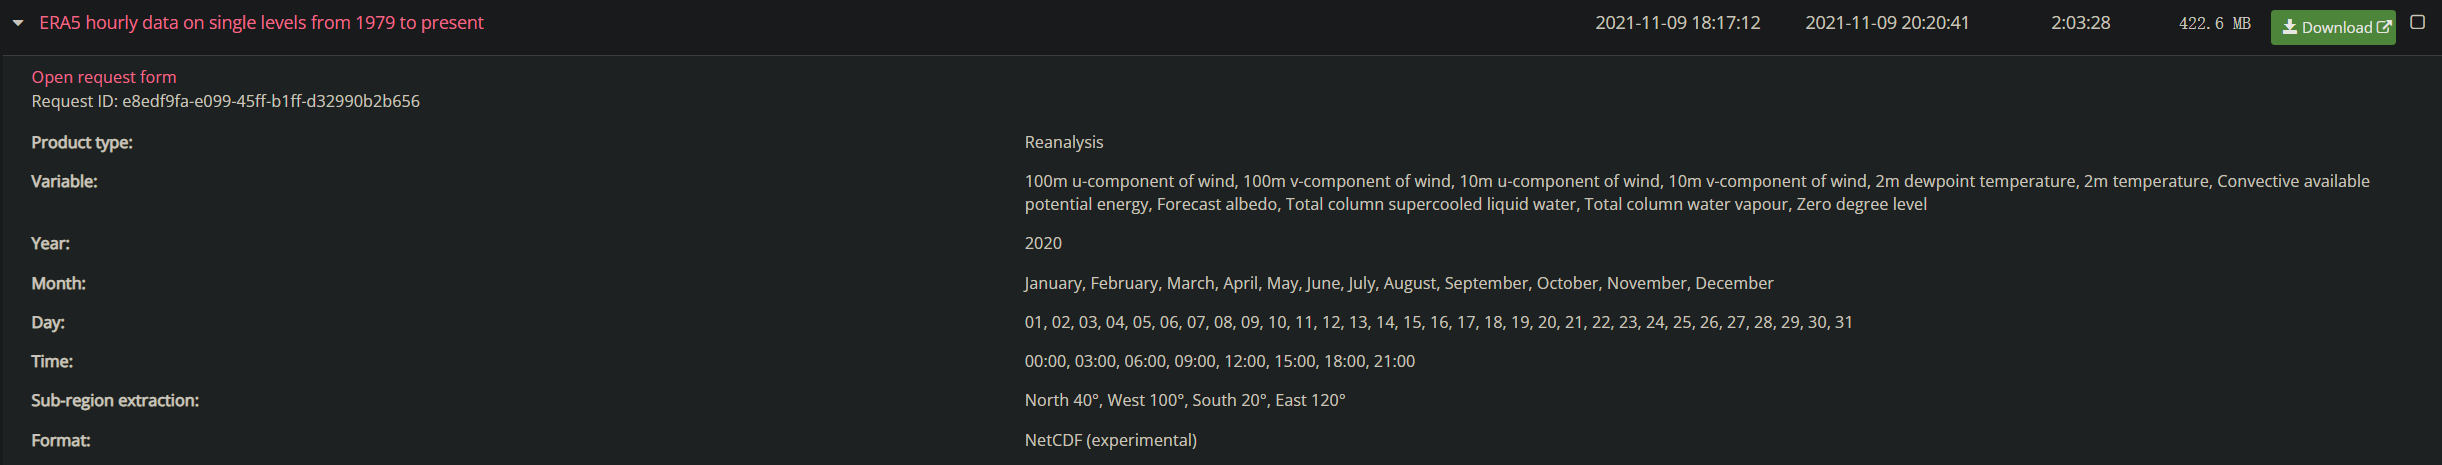 ERA5 hourly data on single levels from 1979 to present 2021-11-09 18:17:12 2021-11-09 20:20:41 2:03:28 422.6 MB Download
Open request form
Request ID: e8edf9fa-e099-45ff-b1ff-d32990b2b656
Product type: Reanalysis
Variable: 100m u-component of wind, 100m v-component of wind, 10m u-component of wind, 10m v-component of wind, 2m dewpoint temperature, 2m temperature, Convective available
potential energy, Forecast albedo, Total column supercooled liquid water, Total column water vapour, Zero degree level
Year: 2020
Month: January, February, March, April, May, June, July, August, September, October, November, December
Day: 01, 02, 03, 04, 05, 06, 07, 08, 09, 10, 11, 12, 13, 14, 15, 16, 17, 18, 19, 20, 21, 22, 23, 24, 25, 26, 27, 28, 29, 30, 31
Time: 00:00, 03:00, 06:00, 09:00, 12:00, 15:00, 18:00, 21:00
Sub-region extraction: North 40°, West 100°, South 20°, East 120°
Format: NetCDF (experimental)